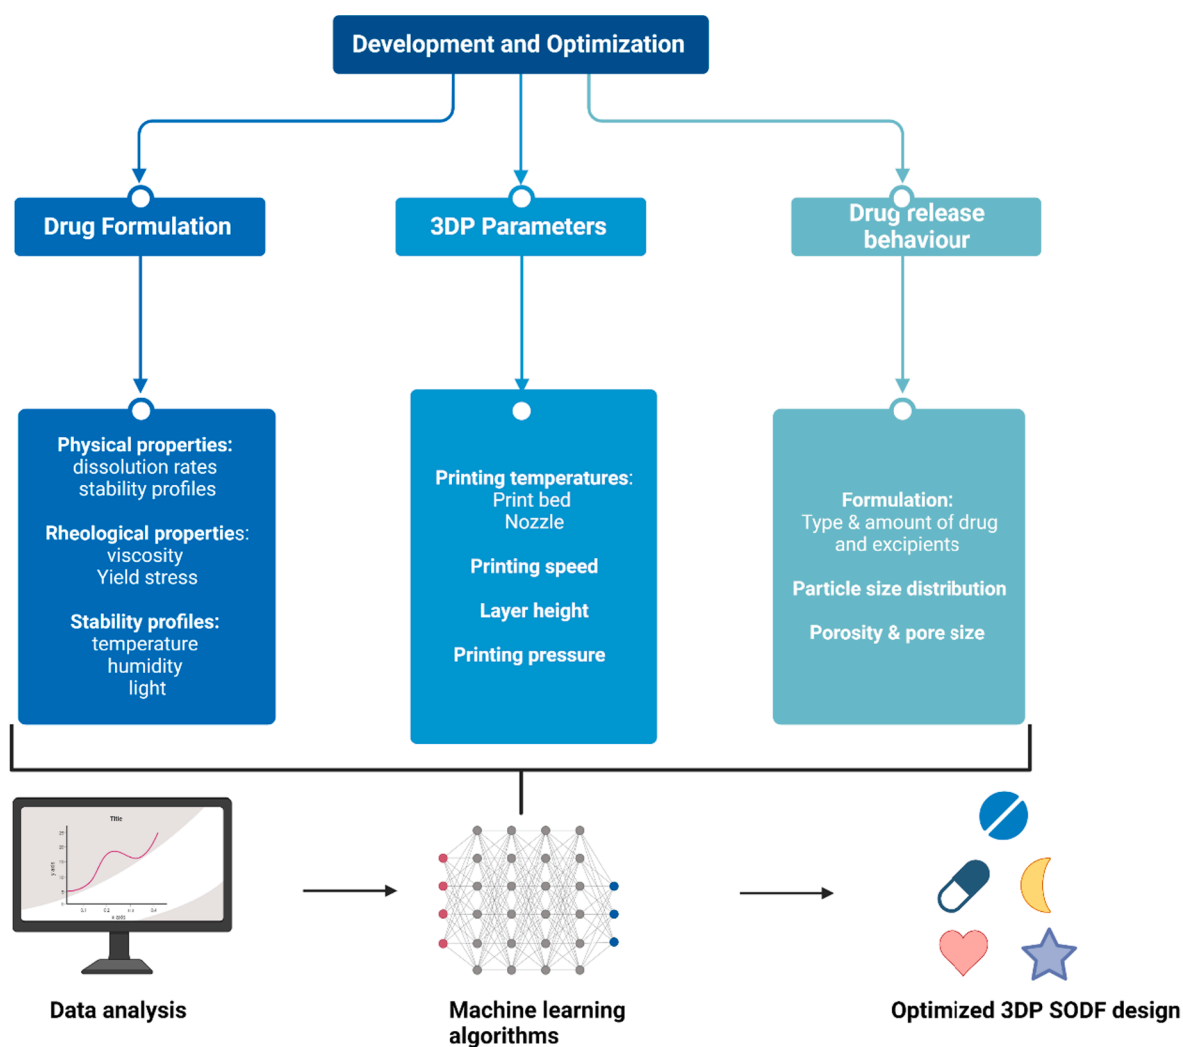 Development and Optimization
Drug Formulation
3DP Parameters
Drug release
behaviour
Physical properties:
dissolution rates
stability profiles
Rheological properties:
viscosity
Yield stress
Stability profiles:
temperature
humidity
light
Printing temperatures:
Print bed
Nozzle
Printing speed
Layer height
Printing pressure
Formulation:
Type & amount of drug
and excipients
Particle size distribution
Porosity & pore size
Title
y axis
x axis
Data analysis
Machine learning
algorithms
Optimized 3DP SODF design